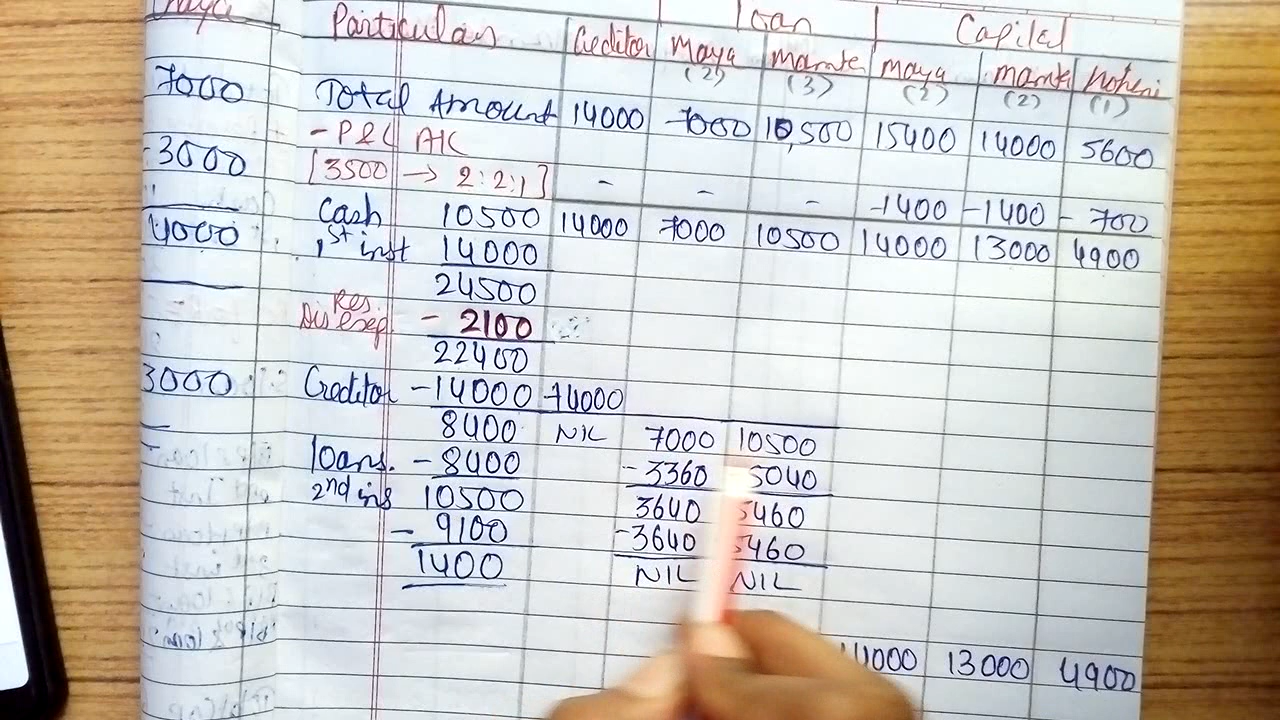 Particular Creditor Loan Capital
Maya Mamta Maya Mamta Mohini
(2) (3) (2) (2) (1)
7000 Total Amount 14000 7000 10,500 15400 14000 5600
- P&L A/C
-3000 [3500 → 2:2:1] - - - -1400 -1400 - 700
4000 Cash 10500 14000 7000 10500 14000 13000 4900
1st inst 14000
24500
Res.
Dis exep - 2100
22400
3000 Creditor -14000 -14000
8400 NIL 7000 10500
loans. -8400 -3360 5040
2nd ins 10500 3640 5460
- 9100 -3640 5460
1400 NIL NIL
14000 13000 4900